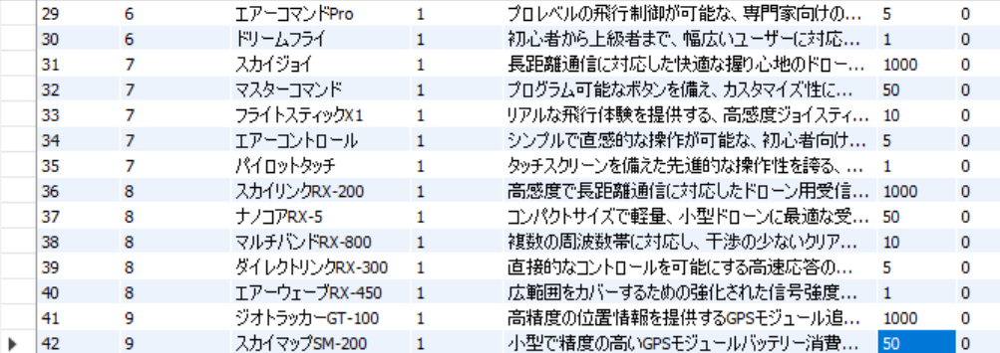 29 6 エアーコマンドPro 1 プロレベルの飛行制御が可能な、専門家向けの... 5 0
30 6 ドリームフライ 1 初心者から上級者まで、幅広いユーザーに対応... 1 0
31 7 スカイジョイ 1 長距離通信に対応した快適な握り心地のドロー... 1000 0
32 7 マスターコマンド 1 プログラム可能なボタンを備え、カスタマイズ性に... 50 0
33 7 フライトスティックX1 1 リアルな飛行体験を提供する、高感度ジョイスティ... 10 0
34 7 エアーコントロール 1 シンプルで直感的な操作が可能な、初心者向け... 5 0
35 7 パイロットタッチ 1 タッチスクリーンを備えた先進的な操作性を誇る、... 1 0
36 8 スカイリンクRX-200 1 高感度で長距離通信に対応したドローン用受信... 1000 0
37 8 ナノコアRX-5 1 コンパクトサイズで軽量、小型ドローンに最適な受... 50 0
38 8 マルチバンドRX-800 1 複数の周波数帯に対応し、干渉の少ないクリア... 10 0
39 8 ダイレクトリンクRX-300 1 直接的なコントロールを可能にする高速応答の... 5 0
40 8 エアーウェーブRX-450 1 広範囲をカバーするための強化された信号強度... 1 0
41 9 ジオトラッカーGT-100 1 高精度の位置情報を提供するGPSモジュール追... 1000 0
42 9 スカイマップSM-200 1 小型で精度の高いGPSモジュールバッテリー消費... 50 0